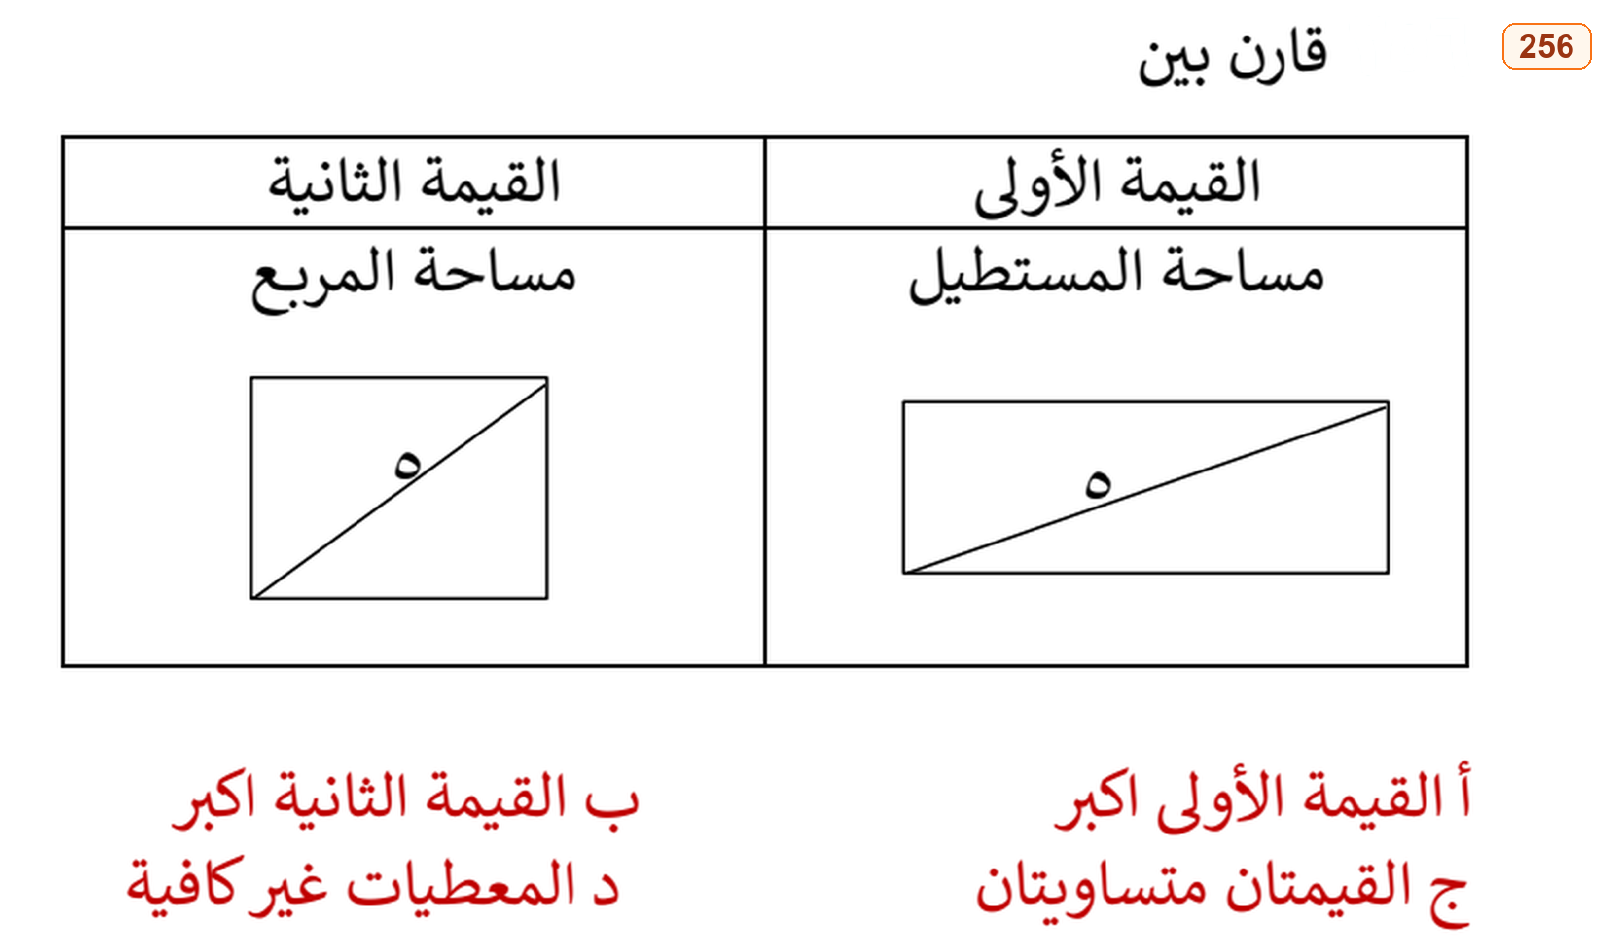 256
قارن بين
القيمة الأولى القيمة الثانية
مساحة المستطيل مساحة المربع
٥ ٥
أ القيمة الأولى اكبر ب القيمة الثانية اكبر
ج القيمتان متساويتان د المعطيات غير كافية